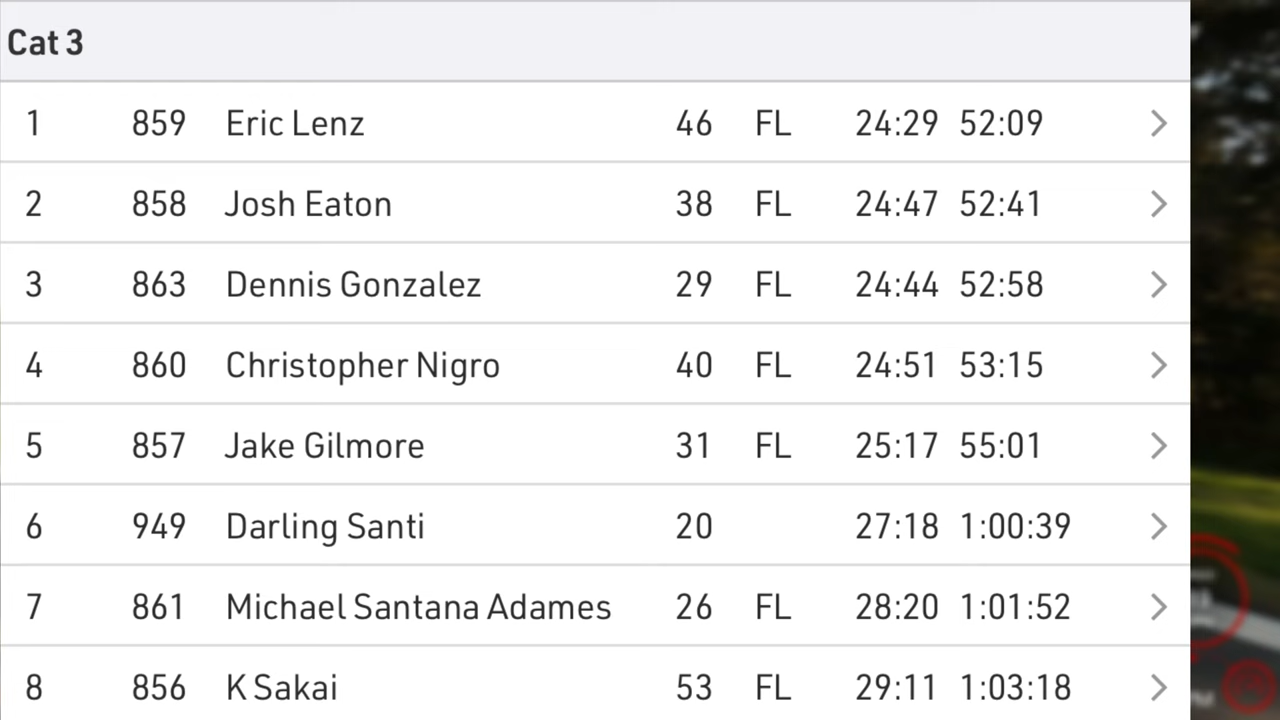 Cat 3
1 859 Eric Lenz 46 FL 24:29 52:09
2 858 Josh Eaton 38 FL 24:47 52:41
3 863 Dennis Gonzalez 29 FL 24:44 52:58
4 860 Christopher Nigro 40 FL 24:51 53:15
5 857 Jake Gilmore 31 FL 25:17 55:01
6 949 Darling Santi 20 27:18 1:00:39
7 861 Michael Santana Adames 26 FL 28:20 1:01:52
8 856 K Sakai 53 FL 29:11 1:03:18